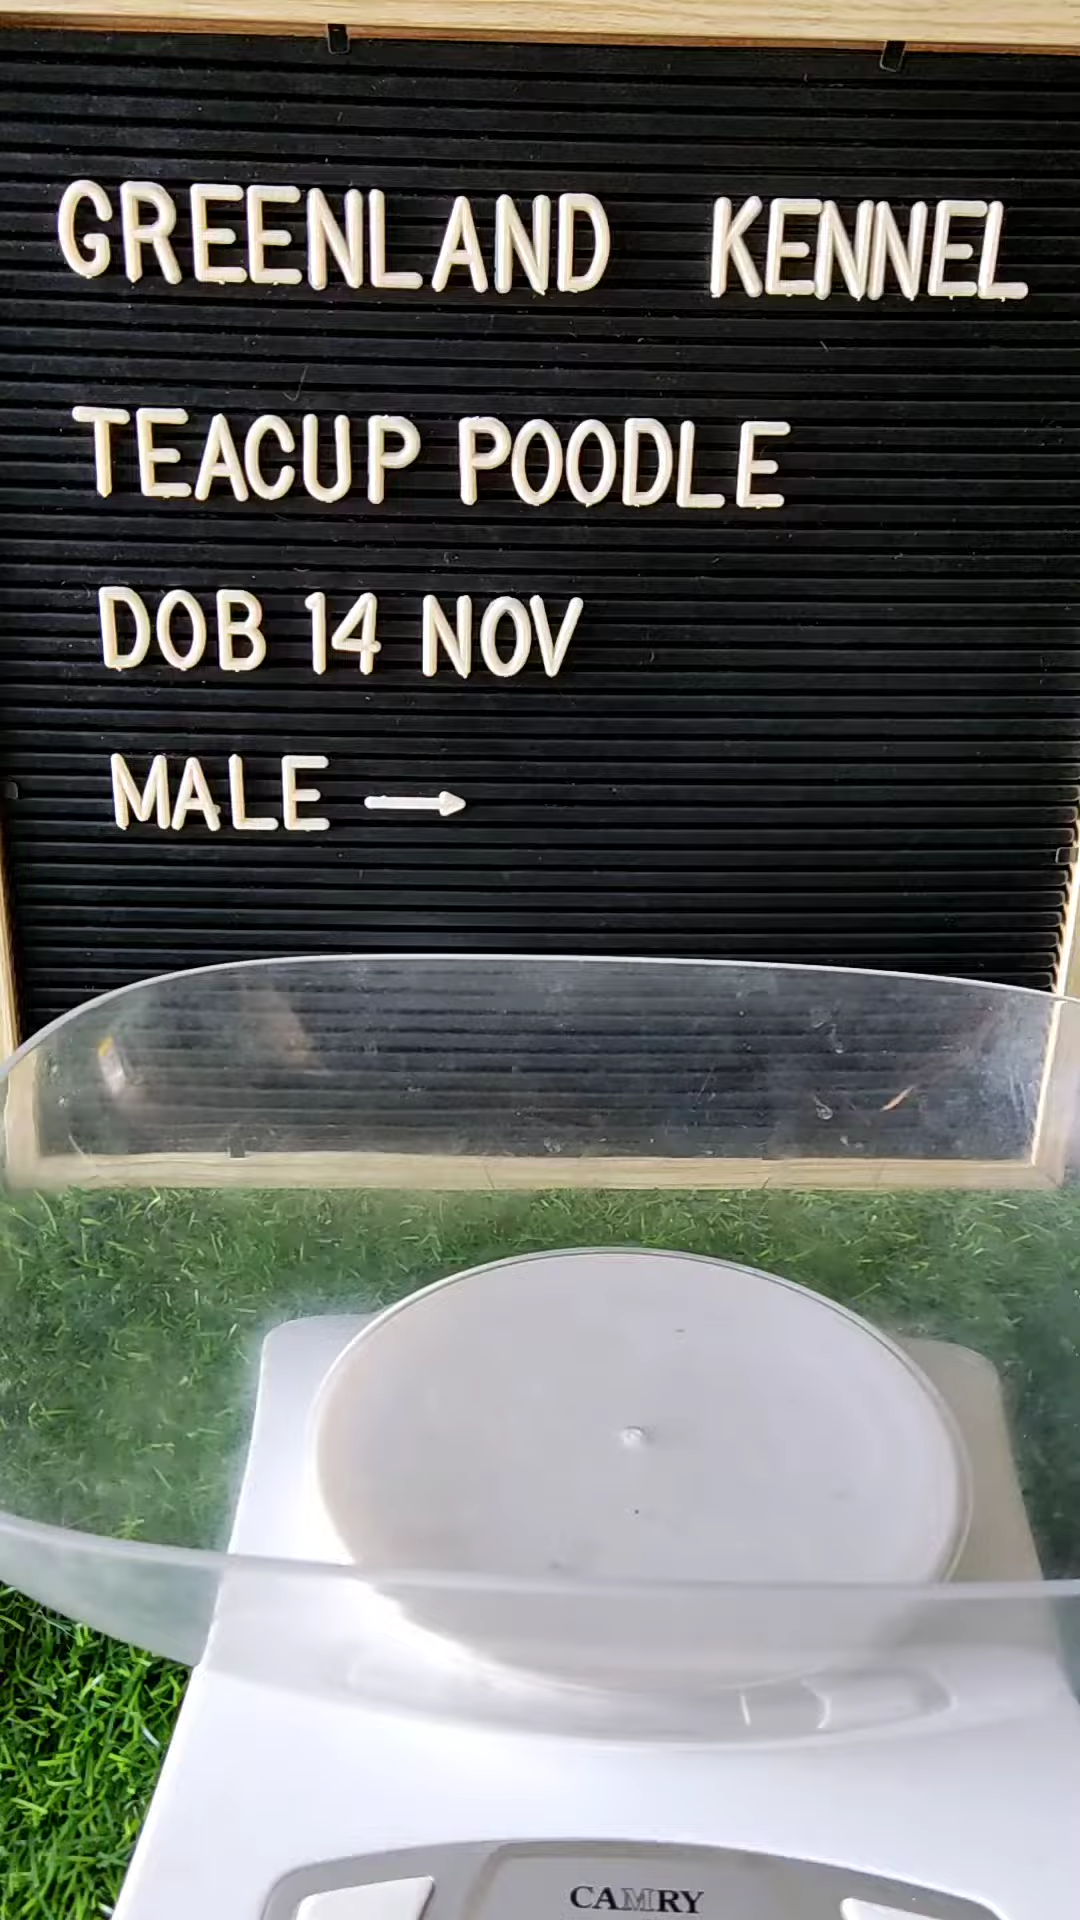 GREENLAND KENNEL
TEACUP POODLE
DOB 14 NOV
MALE →
CAMRY